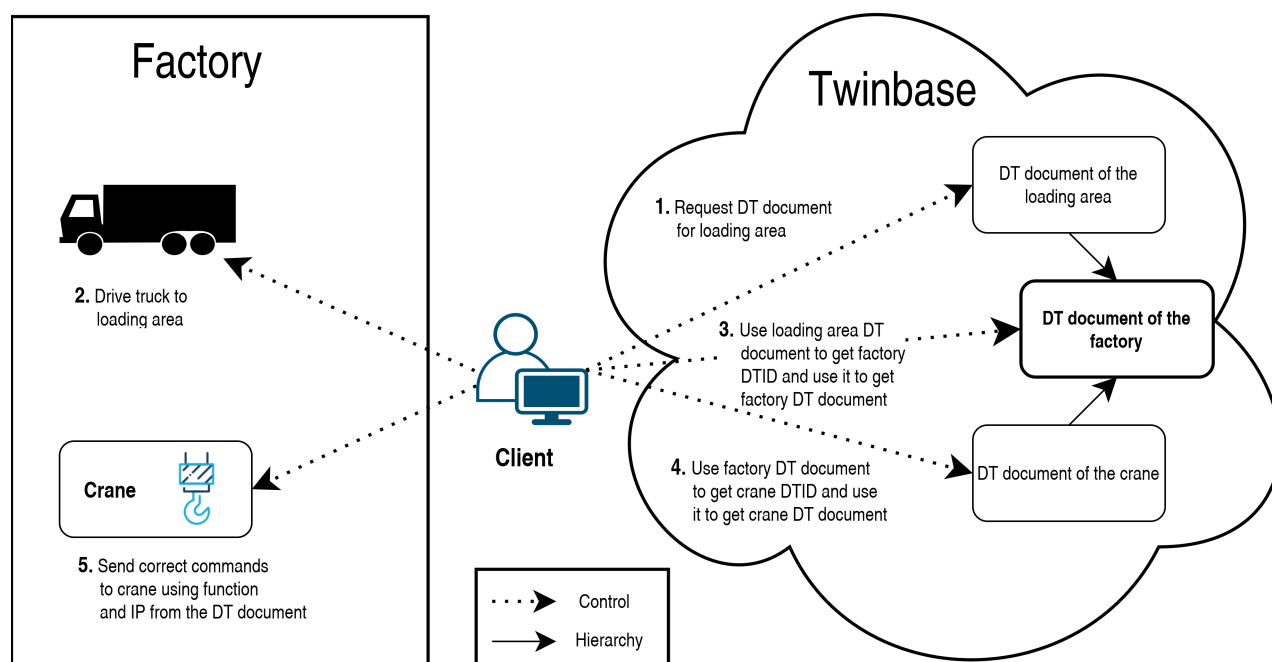 Factory
2. Drive truck to
loading area
Crane
5. Send correct commands
to crane using function
and IP from the DT document
Client
Control
Hierarchy
Twinbase
1. Request DT document
for loading area
DT document of the
loading area
3. Use loading area DT
document to get factory
DTID and use it to get
factory DT document
DT document of the
factory
4. Use factory DT document
to get crane DTID and use
it to get crane DT document
DT document of the crane